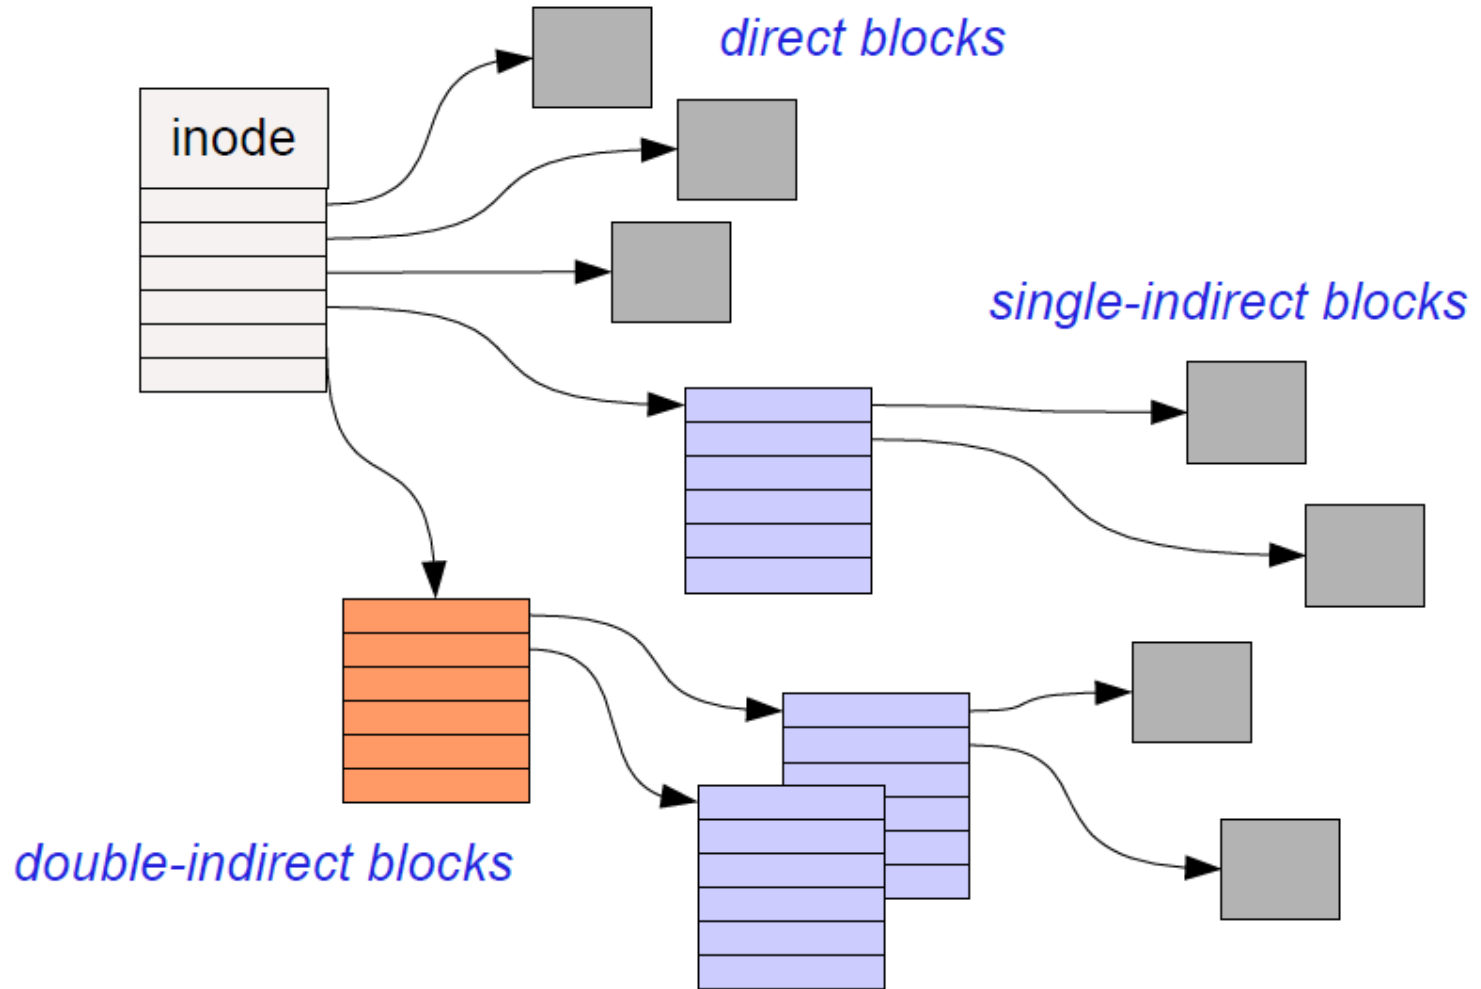 direct blocks
inode
single-indirect blocks
double-indirect blocks